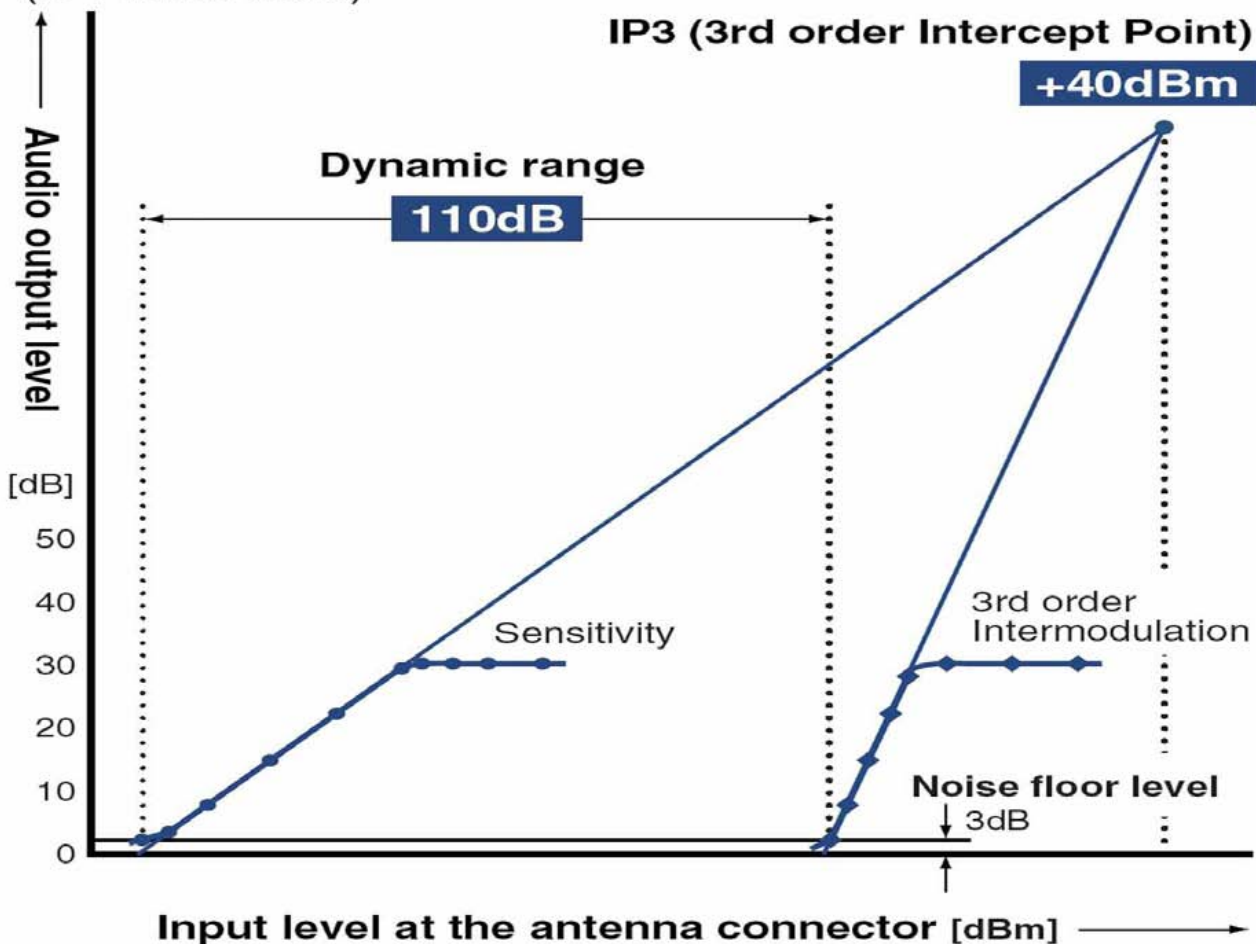 IP3 (3rd order Intercept Point)
+40dBm
Dynamic range
110dB
Audio output level
[dB]
50
40
30
20
10
0
Sensitivity
3rd order
Intermodulation
Noise floor level
3dB
Input level at the antenna connector [dBm]